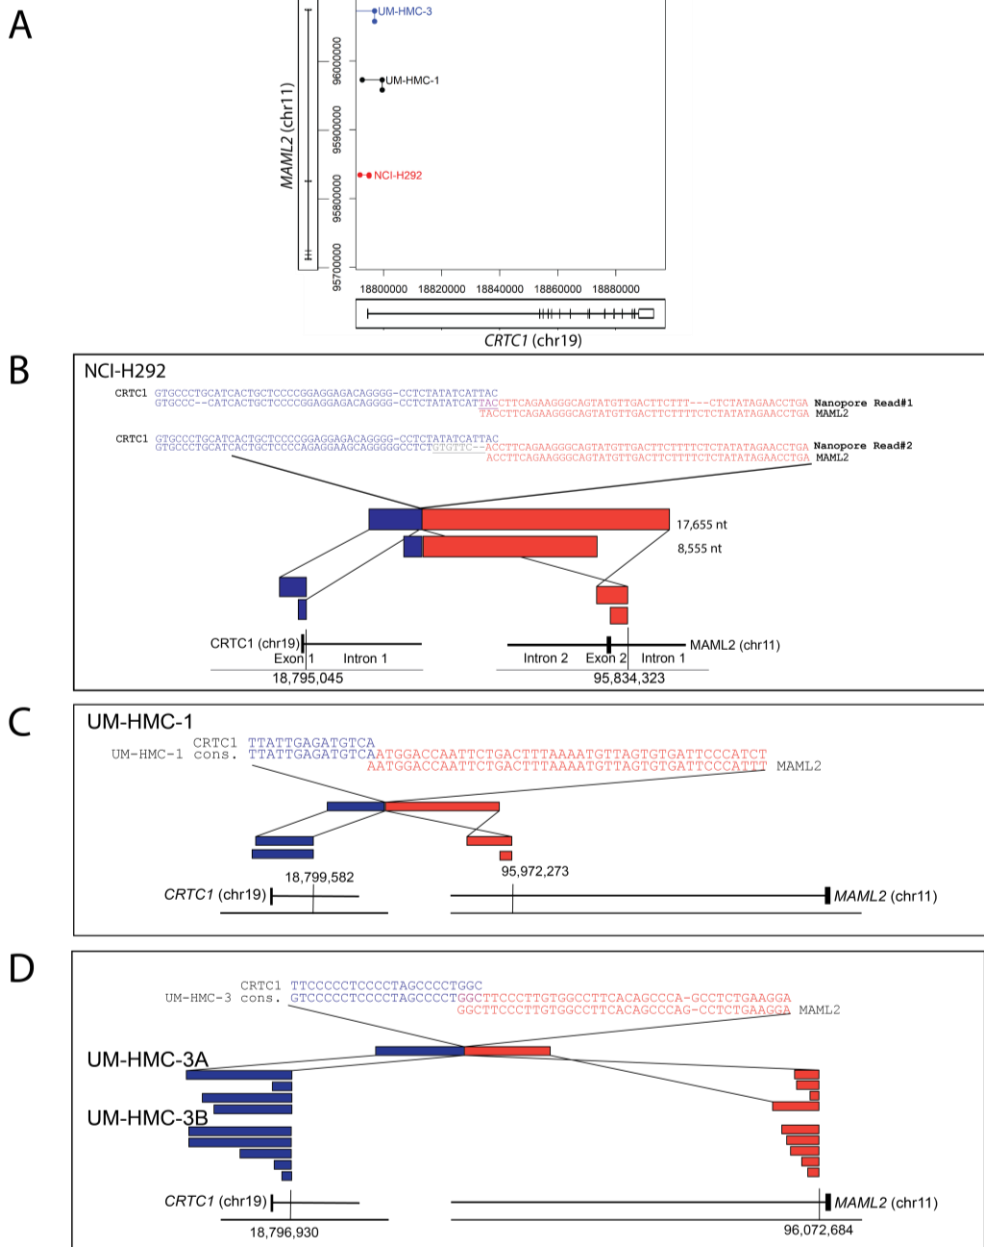 A
UM-HMC-3
UM-HMC-1
NCI-H292
MAML2 (chr11)
96000000
95900000
95800000
95700000
18800000 18820000 18840000 18860000 18880000
CRTC1 (chr19)
B
NCI-H292
CRTC1 GTGCCCTGCATCACTGCTCCCCGGAGGAGACAGGGG-CCTCTATATCATTAC
GTGCCC--CATCACTGCTCCCCGGAGGAGACAGGGG-CCTCTATATCATTACCTTCAGAAGGGCAGTATGTTGACTTCTTT---CTCTATAGAACCTGA Nanopore Read#1
TACCTTCAGAAGGGCAGTATGTTGACTTCTTTTCTCTATAGAACCTGA MAML2
CRTC1 GTGCCCTGCATCACTGCTCCCCGGAGGAGACAGGGG-CCTCTATATCATTAC
GTGCCCTGCATCACTGCTCCCCAGAGGAAGCAGGGGGCCTCTGTGTTC--ACCTTCAGAAGGGCAGTATGTTGACTTCTTTTCTCTATAGAACCTGA Nanopore Read#2
ACCTTCAGAAGGGCAGTATGTTGACTTCTTTTCTCTATAGAACCTGA MAML2
17,655 nt
8,555 nt
CRTC1 (chr19)
MAML2 (chr11)
Exon 1 Intron 1
Intron 2 Exon 2 Intron 1
18,795,045
95,834,323
C
UM-HMC-1
CRTC1 TTATTGAGATGTCA
UM-HMC-1 cons. TTATTGAGATGTCAATGGACCAATTCTGACTTTAAAATGTTAGTGTGATTCCCATCT
AATGGACCAATTCTGACTTTAAAATGTTAGTGTGATTCCCATTT MAML2
18,799,582
95,972,273
CRTC1 (chr19)
MAML2 (chr11)
D
CRTC1 TTCCCCCTCCCCTAGCCCCTGGC
UM-HMC-3 cons. GTCCCCCTCCCCTAGCCCCTGGCTTCCCTTGTGGCCTTCACAGCCCA-GCCTCTGAAGGA
GGCTTCCCTTGTGGCCTTCACAGCCCAG-CCTCTGAAGGA MAML2
UM-HMC-3A
UM-HMC-3B
CRTC1 (chr19)
MAML2 (chr11)
18,796,930
96,072,684